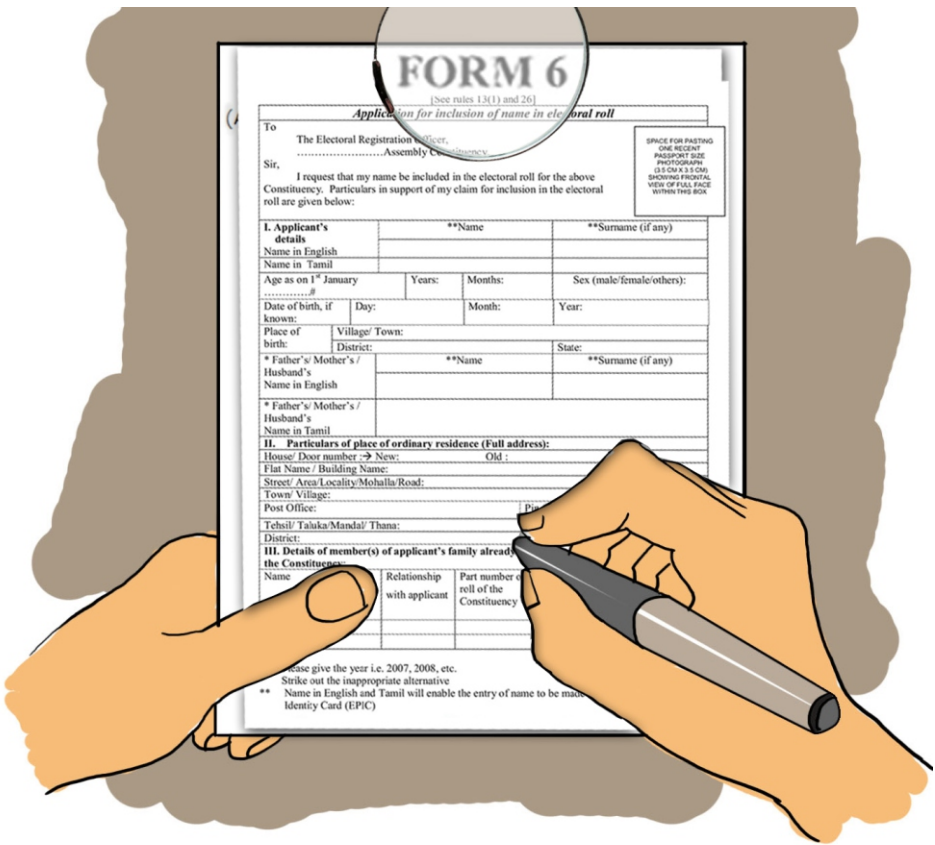 FORM 6
[See rules 13(1) and 26]
Application for inclusion of name in electoral roll
To
The Electoral Registration Officer,
......................Assembly Constituency
Sir,
I request that my name be included in the electoral roll for the above
Constituency. Particulars in support of my claim for inclusion in the electoral
roll are given below:
SPACE FOR PASTING
ONE RECENT
PASSPORT SIZE
PHOTOGRAPH
(3.5 CM X 3.5 CM)
SHOWING FRONTAL
VIEW OF FULL FACE
WITHIN THIS BOX
I. Applicant's **Name **Surname (if any)
details
Name in English
Name in Tamil
Age as on 1st January Years: Months: Sex (male/female/others):
............#
Date of birth, if Day: Month: Year:
known:
Place of Village/ Town:
birth: District: State:
* Father's/ Mother's / **Name **Surname (if any)
Husband's
Name in English
* Father's/ Mother's /
Husband's
Name in Tamil
II. Particulars of place of ordinary residence (Full address):
House/ Door number :→ New: Old :
Flat Name / Building Name:
Street/ Area/Locality/Mohalla/Road:
Town/ Village:
Post Office: Pin
Tehsil/ Taluka/Mandal/ Thana:
District:
III. Details of member(s) of applicant's family already
the Constituency:
Name Relationship Part number
with applicant roll of the
Constituency
give the year i.e. 2007, 2008, etc.
Strike out the inappropriate alternative
** Name in English and Tamil will enable the entry of name to be made
Identity Card (EPIC)